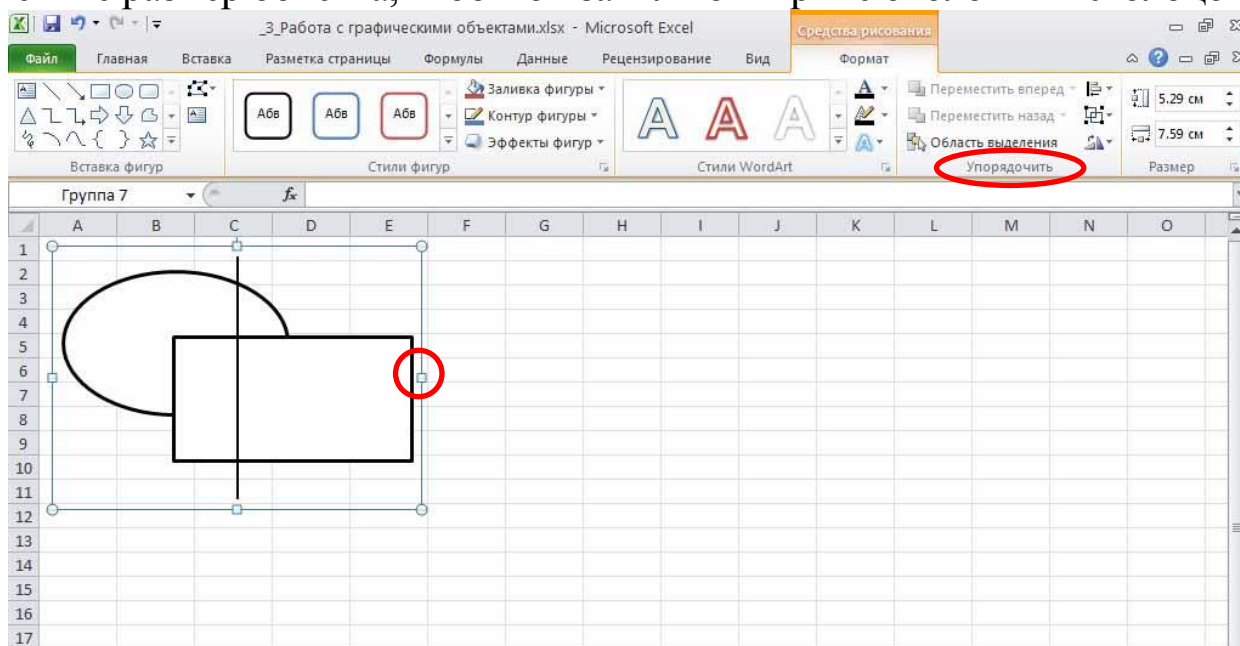 размер
_3_Работа с графическими объектами.xlsx - Microsoft Excel
Средства рисования
Файл Главная Вставка Разметка страницы Формулы Данные Рецензирование Вид Формат
Абв Абв Абв Заливка фигуры A Переместить вперед 5.29 см
Контур фигуры A A A Переместить назад
Эффекты фигур A Область выделения 7.59 см
Вставка фигур Стили фигур Стили WordArt Упорядочить Размер
Группа 7 fx
A B C D E F G H I J K L M N O
1
2
3
4
5
6
7
8
9
10
11
12
13
14
15
16
17